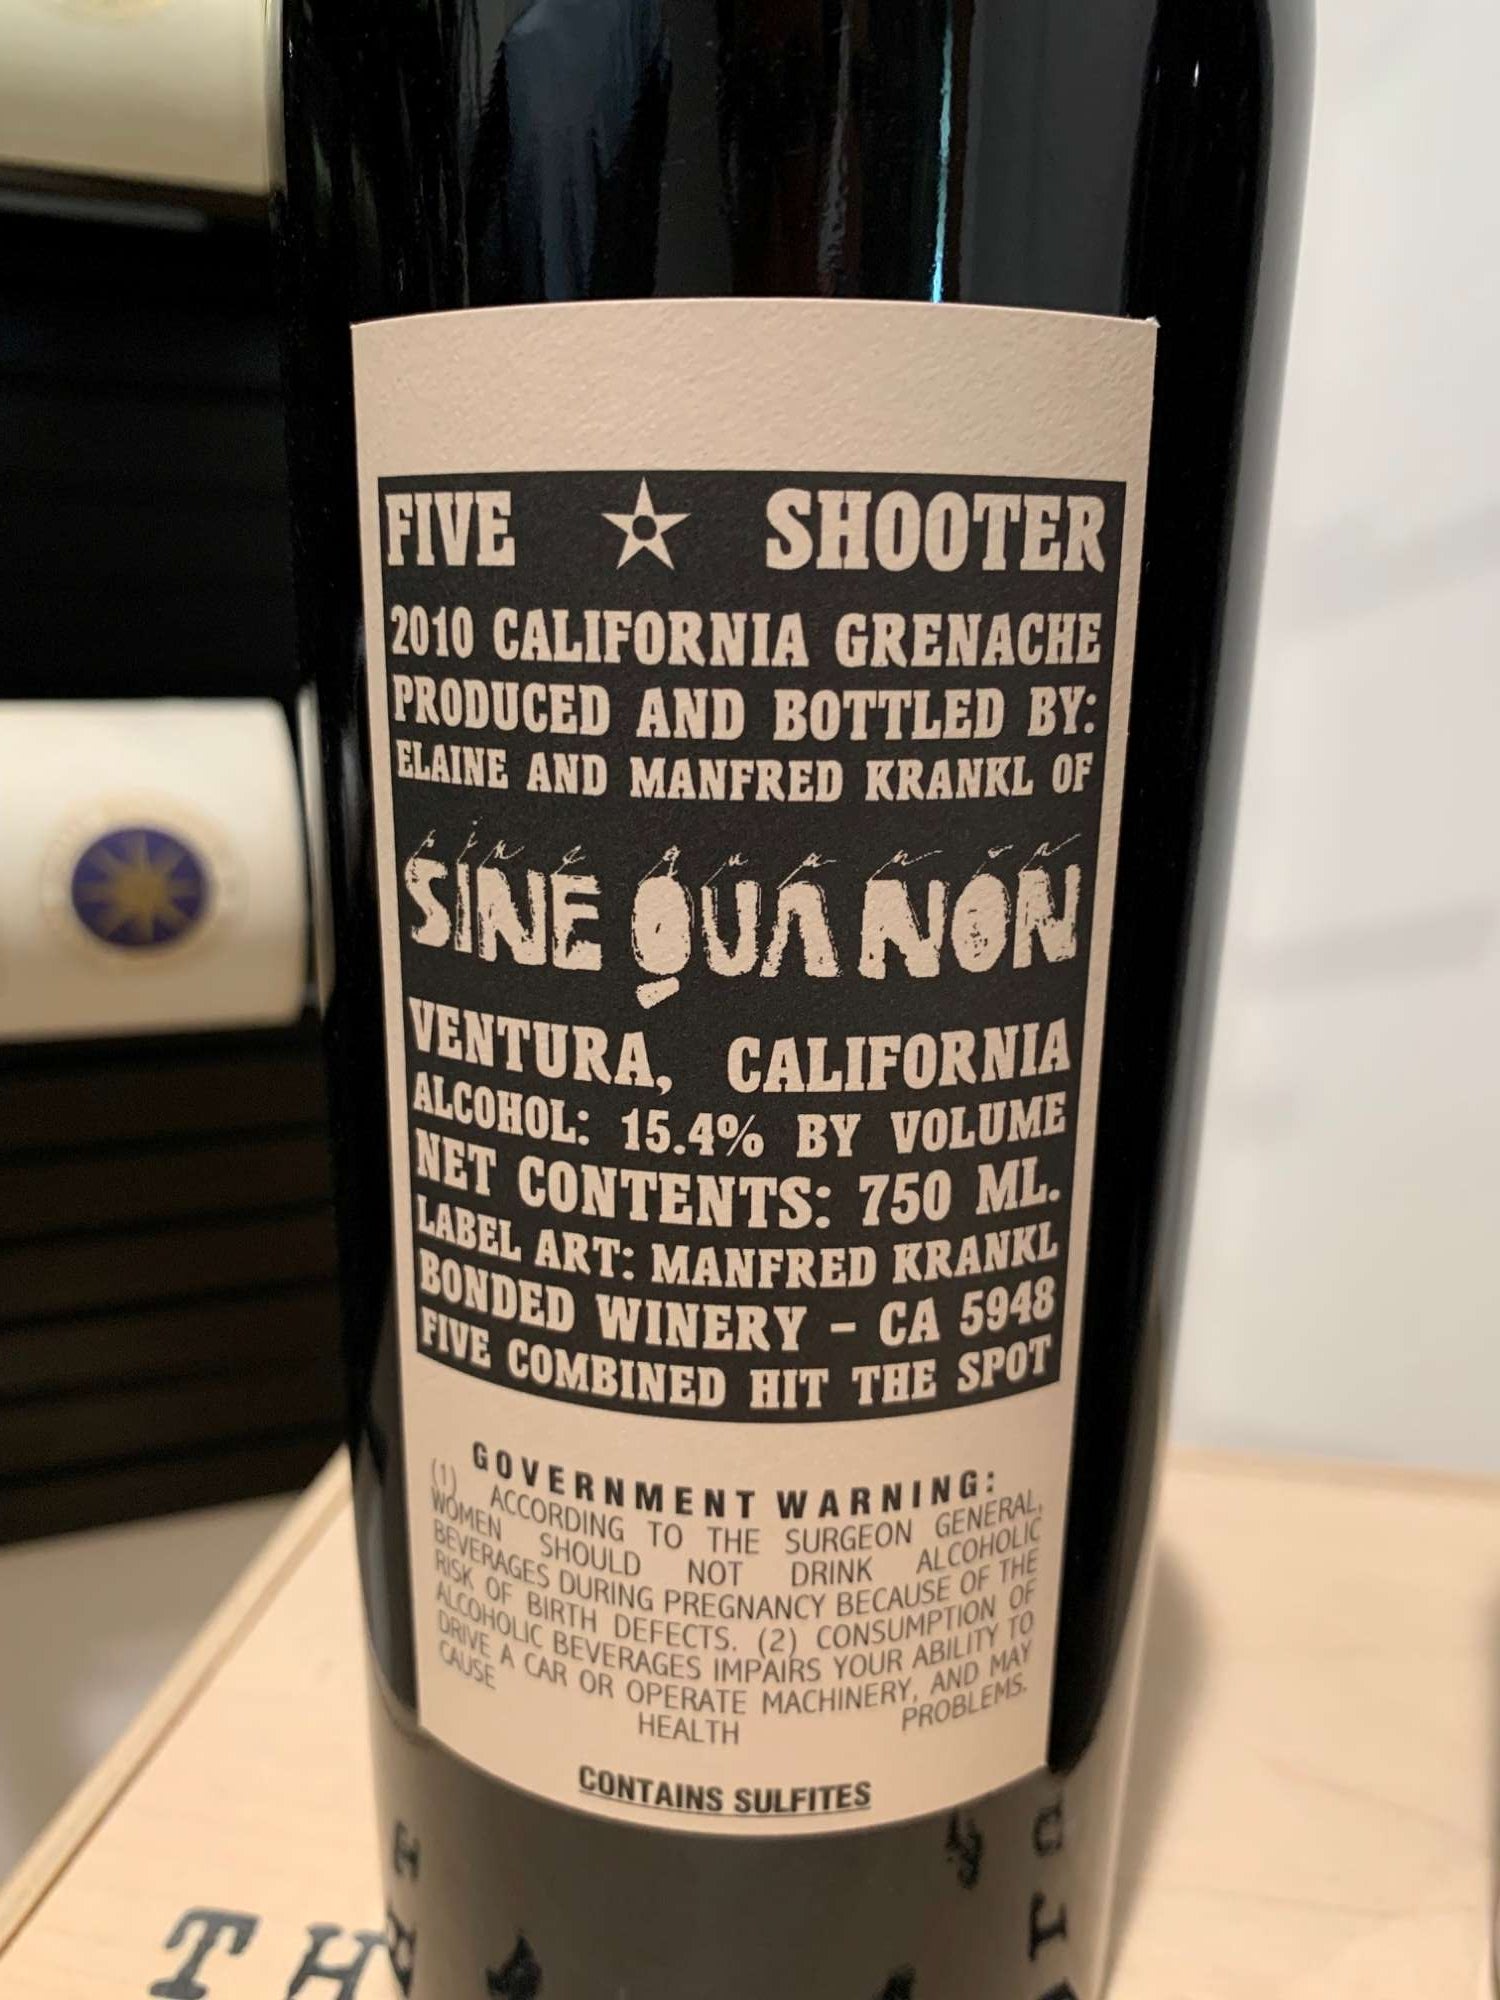 FIVE SHOOTER
2010 CALIFORNIA GRENACHE
PRODUCED AND BOTTLED BY:
ELAINE AND MANFRED KRANKL OF
sine qua non
SINE QUA NON
VENTURA, CALIFORNIA
ALCOHOL: 15.4% BY VOLUME
NET CONTENTS: 750 ML.
LABEL ART: MANFRED KRANKL
BONDED WINERY - CA 5948
FIVE COMBINED HIT THE SPOT
GOVERNMENT WARNING:
(1) ACCORDING TO THE SURGEON GENERAL,
WOMEN SHOULD NOT DRINK ALCOHOLIC
BEVERAGES DURING PREGNANCY BECAUSE OF THE
RISK OF BIRTH DEFECTS. (2) CONSUMPTION OF
ALCOHOLIC BEVERAGES IMPAIRS YOUR ABILITY TO
DRIVE A CAR OR OPERATE MACHINERY, AND MAY
CAUSE HEALTH PROBLEMS.
CONTAINS SULFITES
TH